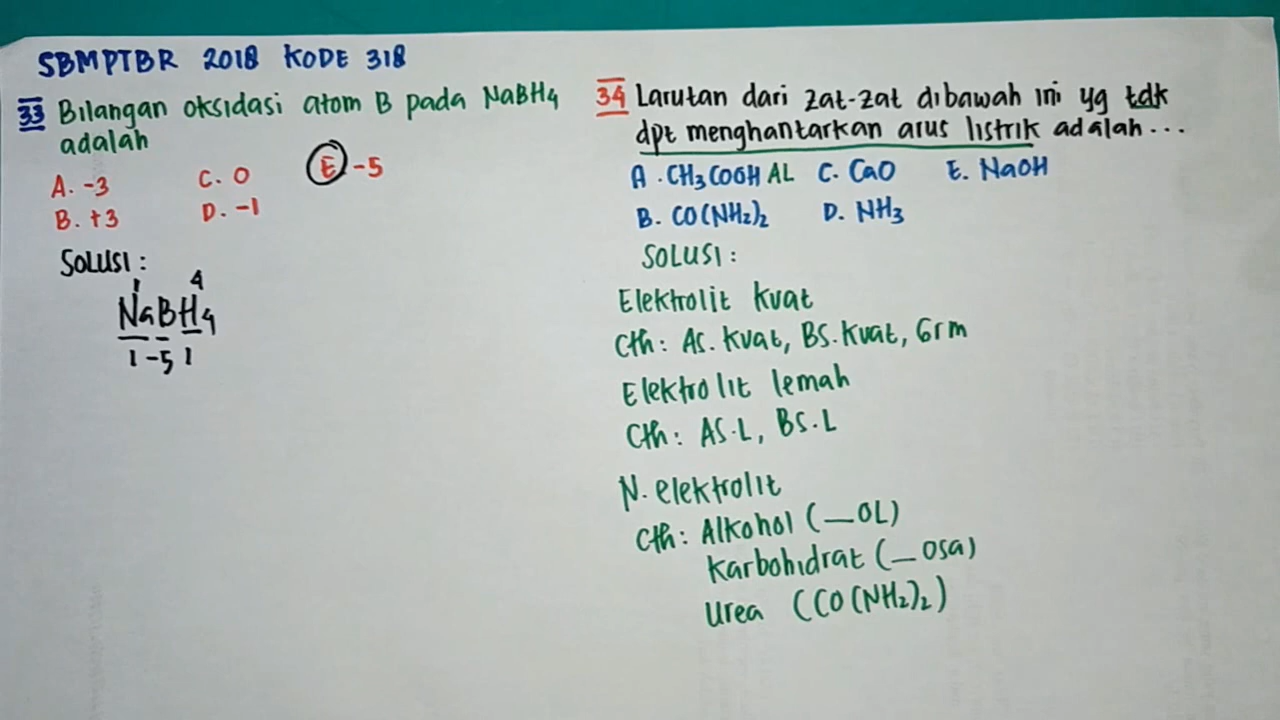 SBMPTBR 2018 KODE 318
33 Bilangan oksidasi atom B pada NaBH4
adalah
A. -3
C. 0
E -5
B. +3
D. -1
SOLUSI :
1 4
NaBH4
1 -5 1
34 Larutan dari zat-zat dibawah ini yg tdk
dpt menghantarkan arus listrik adalah...
A. CH3COOH AL C. CaO E. NaOH
B. CO(NH2)2 D. NH3
SOLUSI :
Elektrolit kuat
Cth : As. kuat, BS. kuat, Grm
Elektrolit lemah
Cth : AS.L, BS.L
N. elektrolit
Cth : Alkohol (_OL)
karbohidrat (_osa)
Urea (CO(NH2)2)